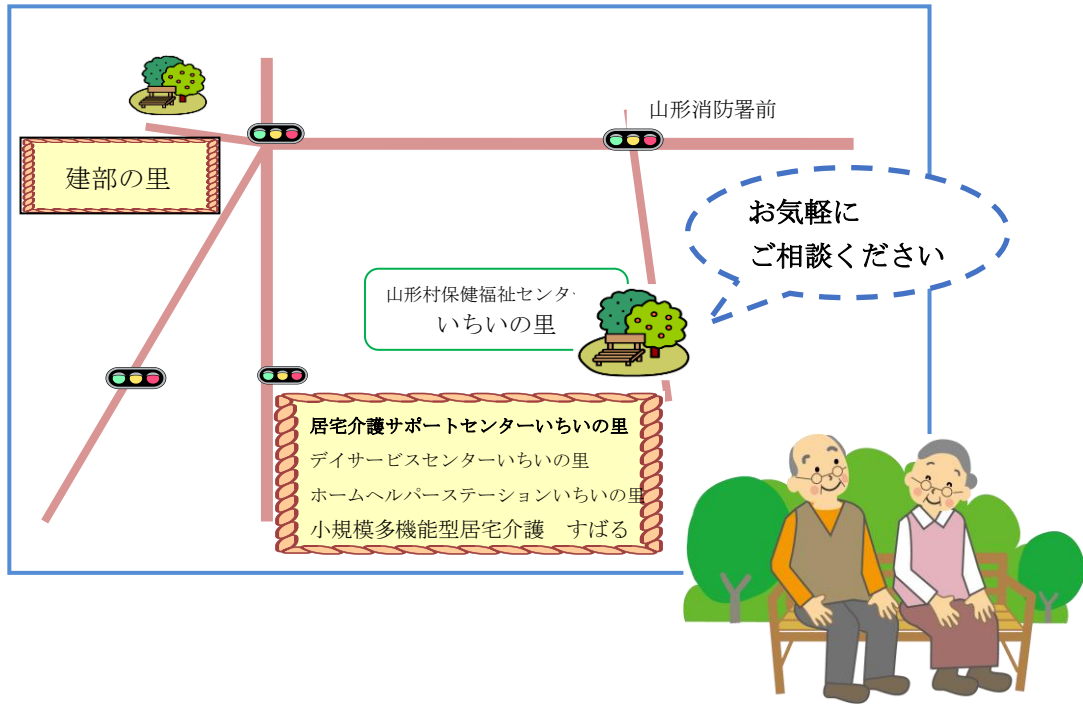 山形消防署前
建部の里
お気軽に
ご相談ください
山形村保健福祉センタ
いちいの里
居宅介護サポートセンターいちいの里
デイサービスセンターいちいの里
ホームヘルパーステーションいちいの里
小規模多機能型居宅介護　すばる